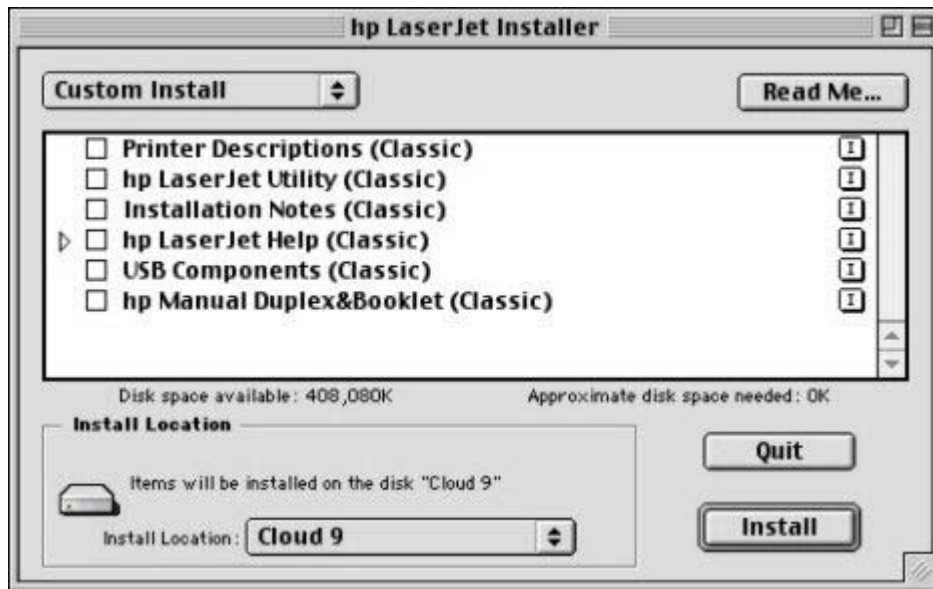 hp LaserJet Installer
Custom Install
Read Me...
Printer Descriptions (Classic)
hp LaserJet Utility (Classic)
Installation Notes (Classic)
hp LaserJet Help (Classic)
USB Components (Classic)
hp Manual Duplex&Booklet (Classic)
Disk space available: 408,080K
Approximate disk space needed: 0K
Install Location
Items will be installed on the disk "Cloud 9"
Install Location: Cloud 9
Quit
Install